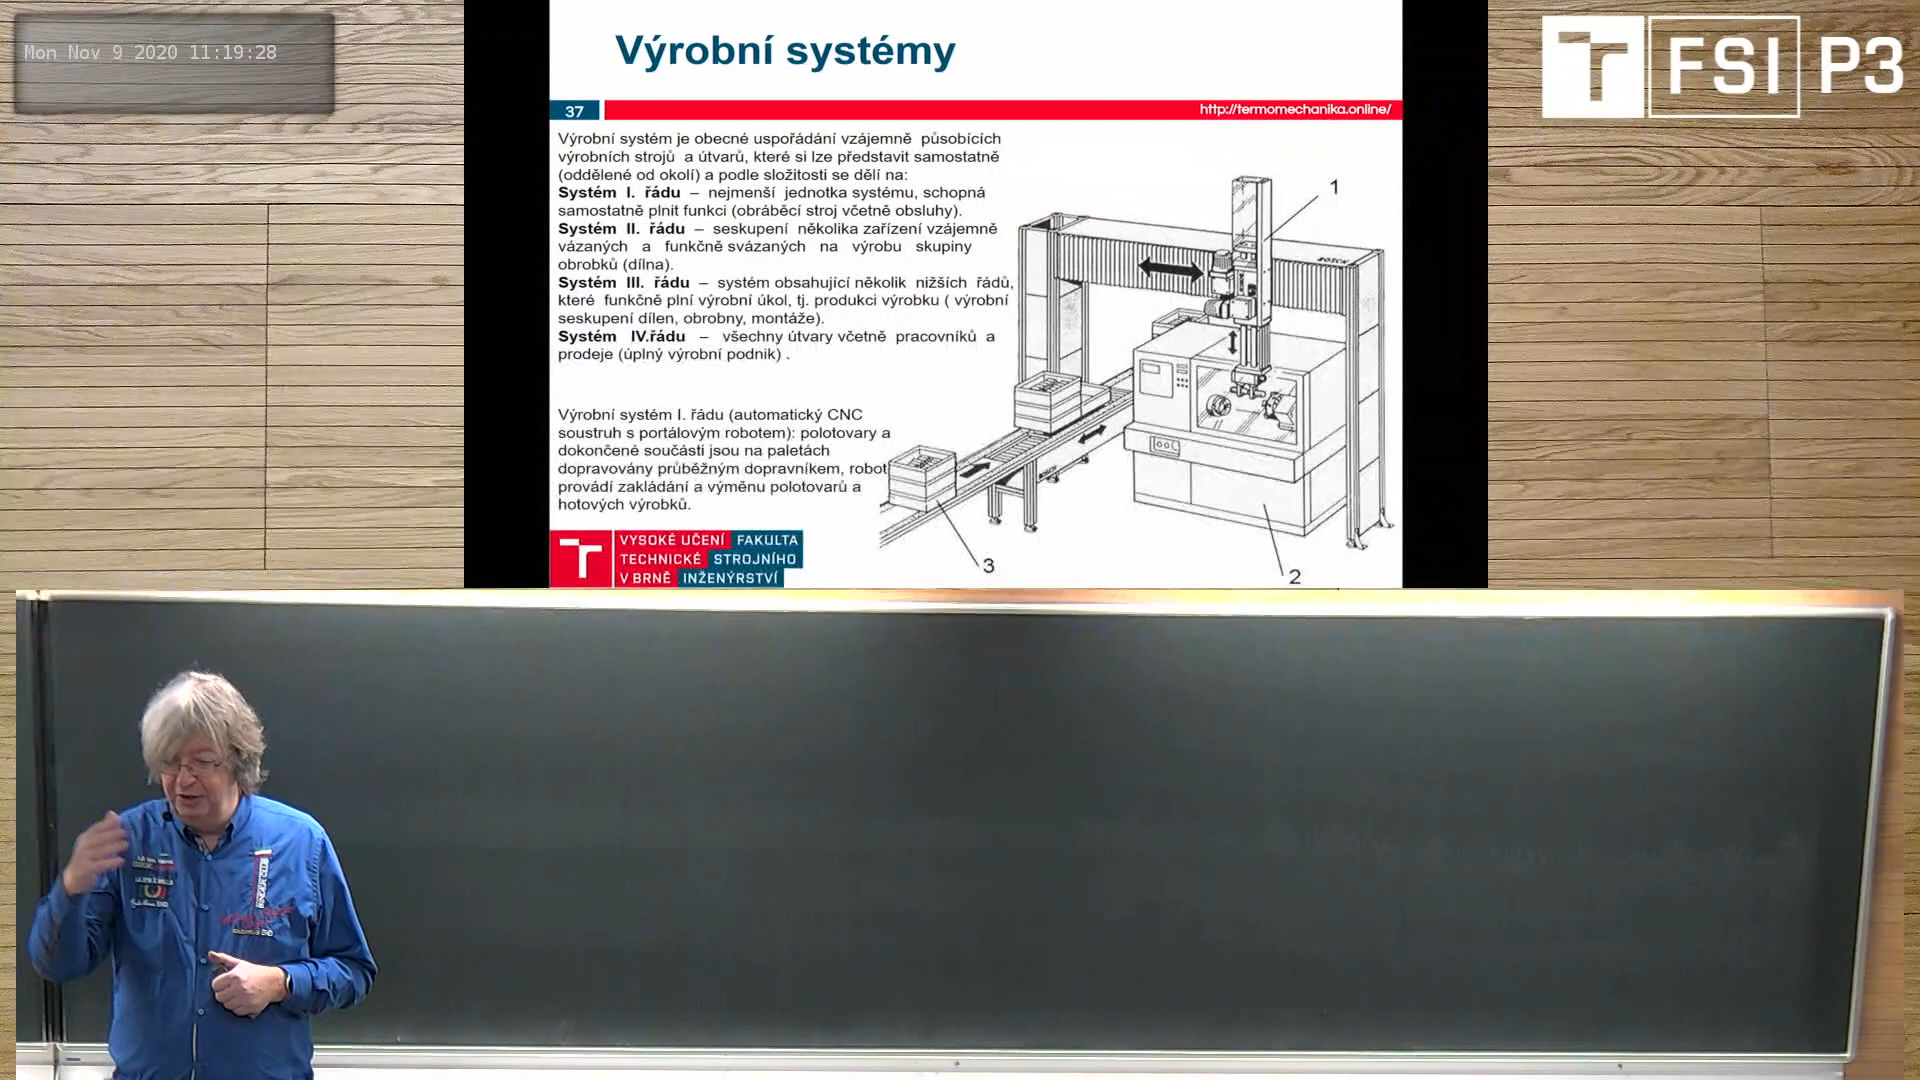 Mon Nov 9 2020 11:19:28
Výrobní systémy
FSI P3
37
http://termomechanika.online/
Výrobní systém je obecné uspořádání vzájemně působících
výrobních strojů a útvarů, které si lze představit samostatně
(oddělené od okolí) a podle složitosti se dělí na:
Systém I. řádu – nejmenší jednotka systému, schopná
samostatně plnit funkci (obráběcí stroj včetně obsluhy).
Systém II. řádu – seskupení několika zařízení vzájemně
vázaných a funkčně svázaných na výrobu skupiny
obrobků (dílna).
Systém III. řádu – systém obsahující několik nižších řádů,
které funkčně plní výrobní úkol, tj. produkci výrobku ( výrobní
seskupení dílen, obrobny, montáže).
Systém IV.řádu – všechny útvary včetně pracovníků a
prodeje (úplný výrobní podnik) .
Výrobní systém I. řádu (automatický CNC
soustruh s portálovým robotem): polotovary a
dokončené součásti jsou na paletách
dopravovány průběžným dopravníkem, robot
provádí zakládání a výměnu polotovarů a
hotových výrobků.
1
BOSCH
BOSCH
3
2
VYSOKÉ UČENÍ FAKULTA
TECHNICKÉ STROJNÍHO
V BRNĚ INŽENÝRSTVÍ